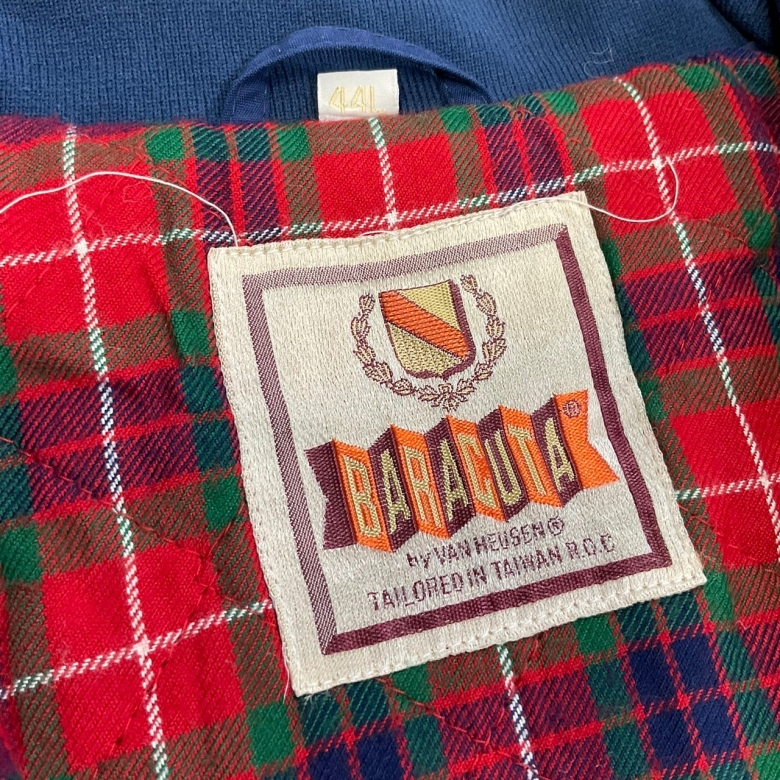 44L
BARACUTA®
by VAN HEUSEN®
TAILORED IN TAIWAN R.O.C